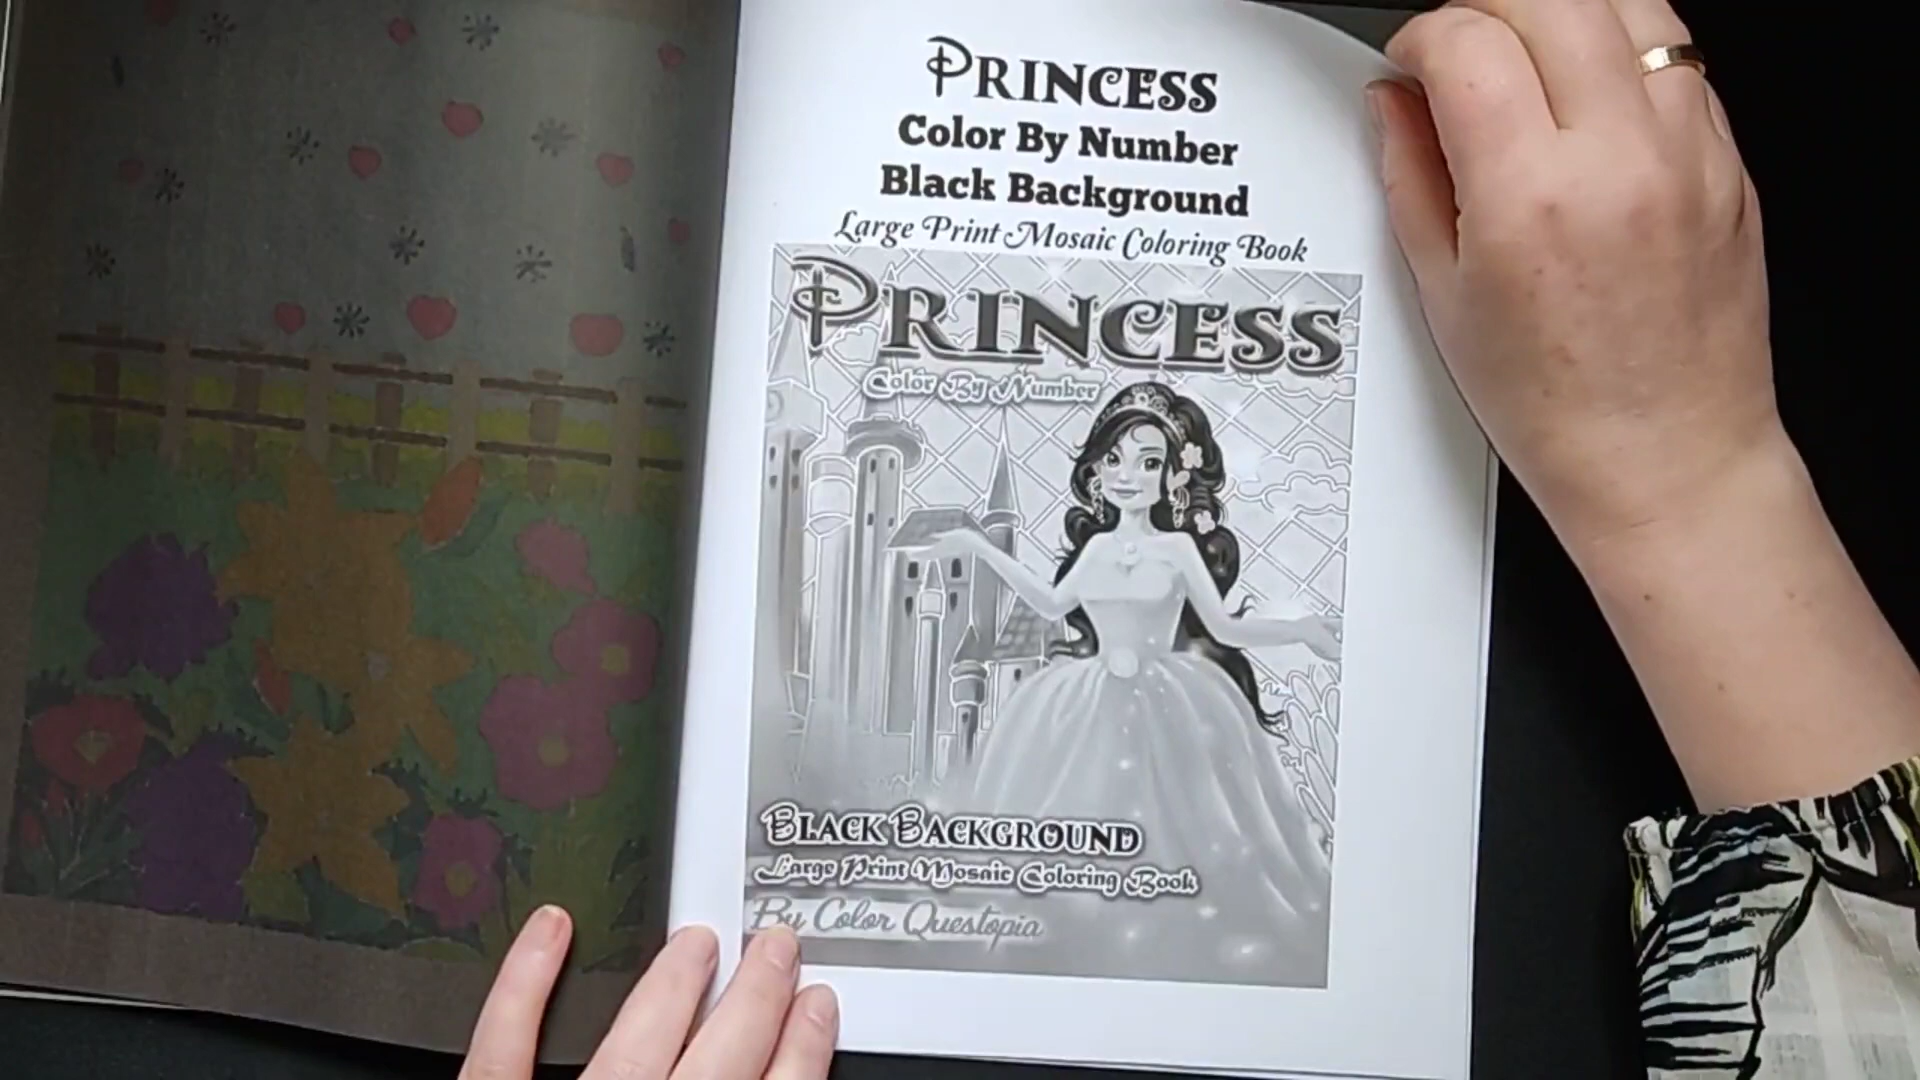 PRINCESS
Color By Number
Black Background
Large Print Mosaic Coloring Book
PRINCESS
Color By Number
BLACK BACKGROUND
Large Print Mosaic Coloring Book
By Color Questopia